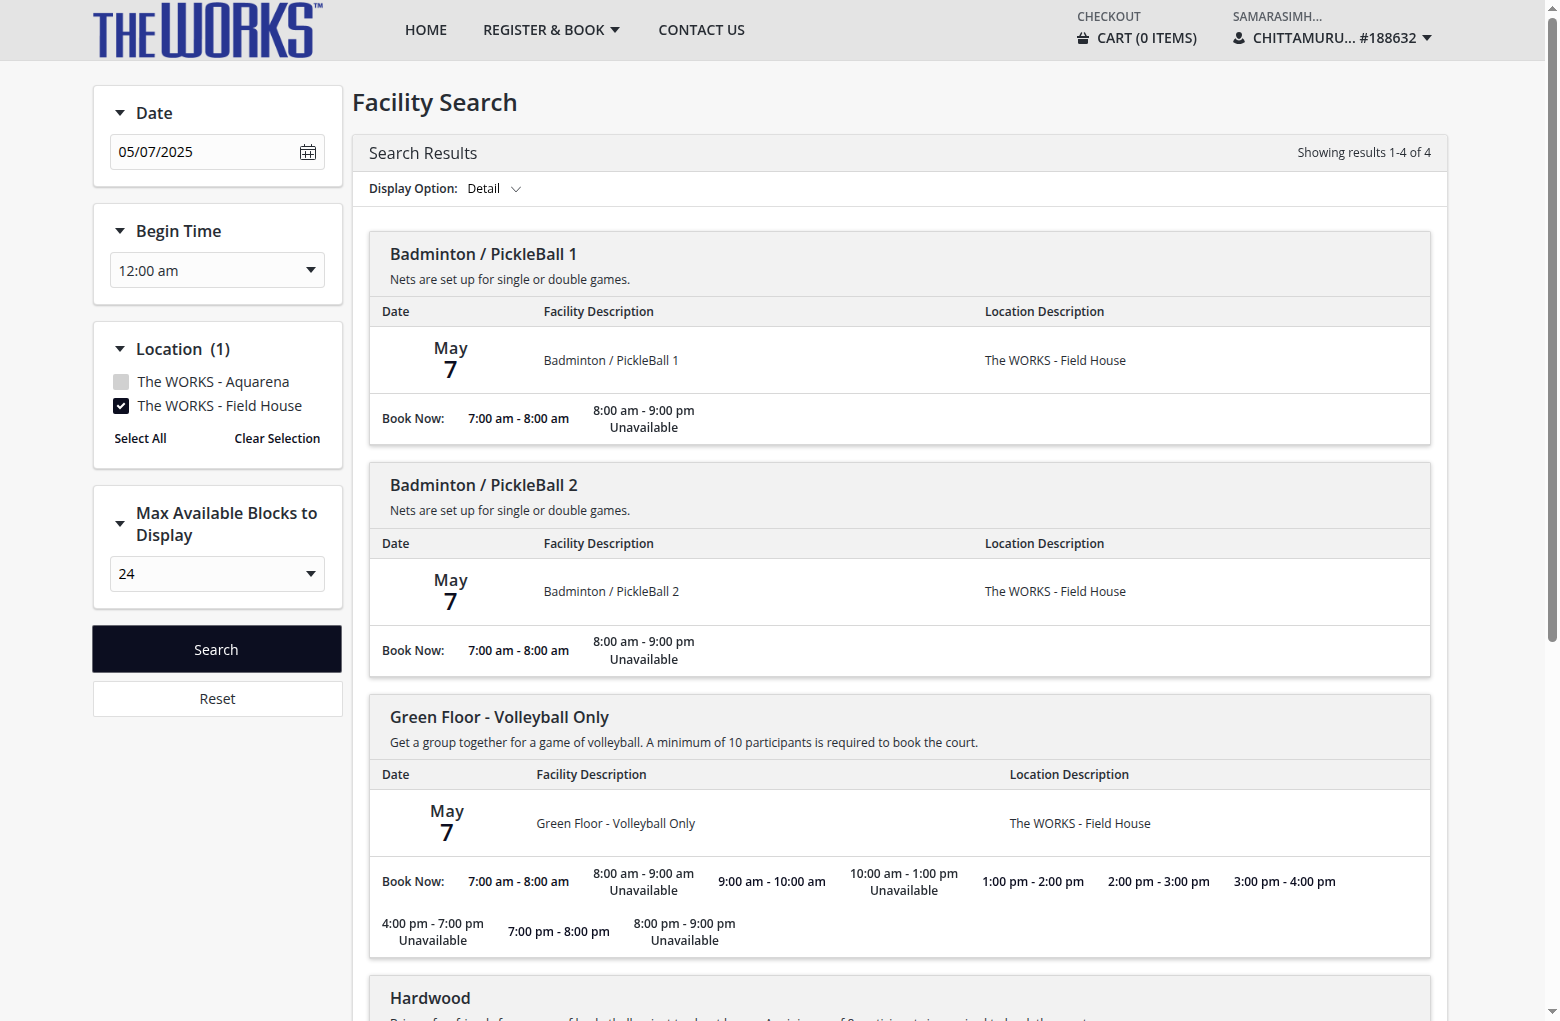 THE WORKS™
HOME
REGISTER & BOOK
CONTACT US
CHECKOUT
CART (0 ITEMS)
SAMARASIMH...
CHITTAMURU... #188632
Date
05/07/2025
Begin Time
12:00 am
Location (1)
The WORKS - Aquarena
The WORKS - Field House
Select All
Clear Selection
Max Available Blocks to
Display
24
Search
Reset
Facility Search
Search Results
Showing results 1-4 of 4
Display Option: Detail
Badminton / PickleBall 1
Nets are set up for single or double games.
Date Facility Description Location Description
May
7
Badminton / PickleBall 1
The WORKS - Field House
Book Now: 7:00 am - 8:00 am 8:00 am - 9:00 pm
Unavailable
Badminton / PickleBall 2
Nets are set up for single or double games.
Date Facility Description Location Description
May
7
Badminton / PickleBall 2
The WORKS - Field House
Book Now: 7:00 am - 8:00 am 8:00 am - 9:00 pm
Unavailable
Green Floor - Volleyball Only
Get a group together for a game of volleyball. A minimum of 10 participants is required to book the court.
Date Facility Description Location Description
May
7
Green Floor - Volleyball Only
The WORKS - Field House
Book Now: 7:00 am - 8:00 am 8:00 am - 9:00 am 9:00 am - 10:00 am 10:00 am - 1:00 pm 1:00 pm - 2:00 pm 2:00 pm - 3:00 pm 3:00 pm - 4:00 pm
Unavailable Unavailable
4:00 pm - 7:00 pm 7:00 pm - 8:00 pm 8:00 pm - 9:00 pm
Unavailable Unavailable
Hardwood